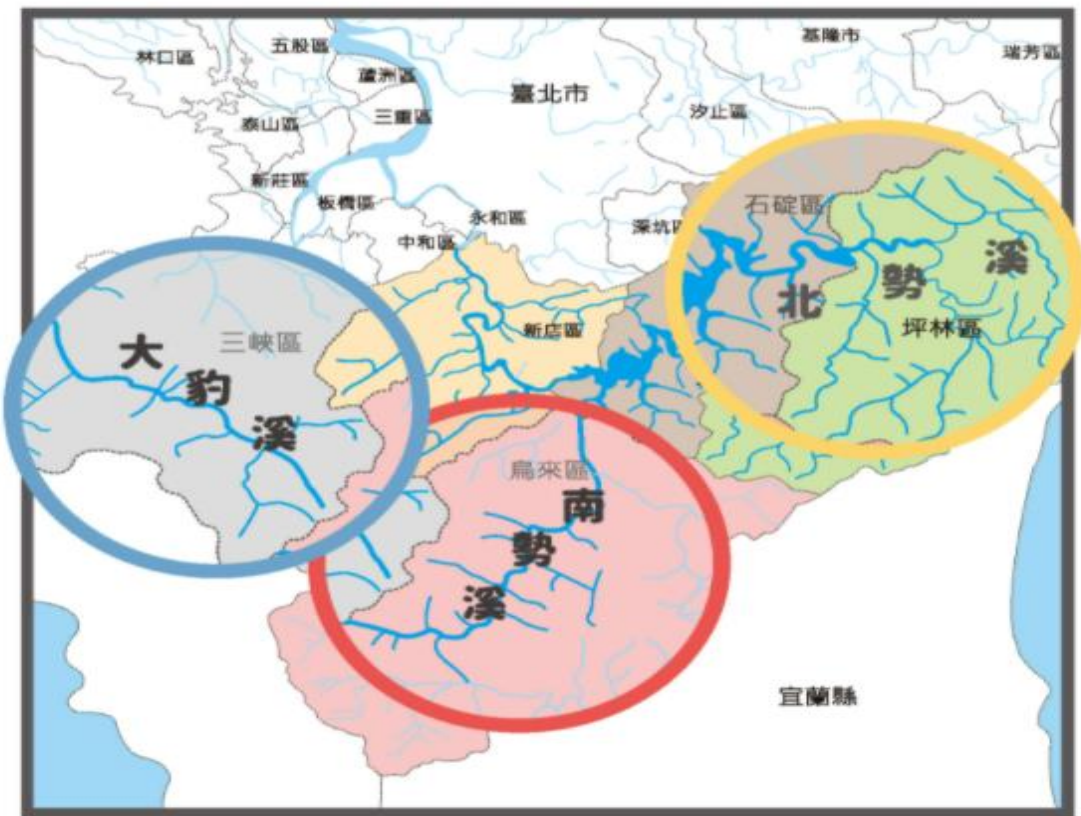 林口區
五股區
蘆洲區
泰山區
三重區
新莊區
板橋區
中和區
永和區
臺北市
基隆市
瑞芳區
汐止區
深坑區
石碇區
北勢溪
坪林區
新店區
三峽區
大豹溪
烏來區
南勢溪
宜蘭縣